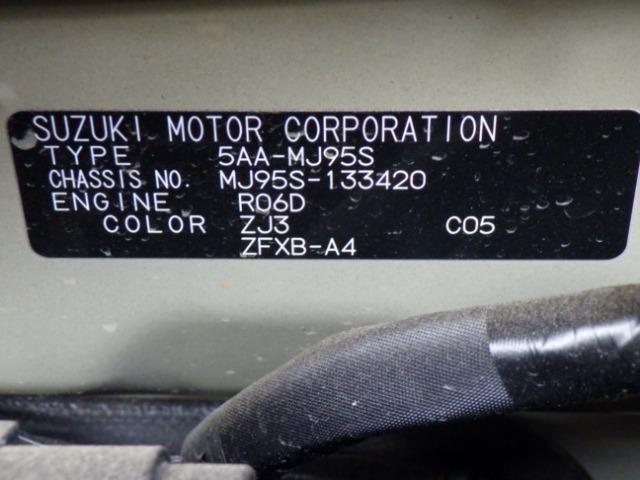 SUZUKI MOTOR CORPORATION
TYPE 5AA-MJ95S
CHASSIS NO. MJ95S-133420
ENGINE R06D
COLOR ZJ3 C05
ZFXB-A4